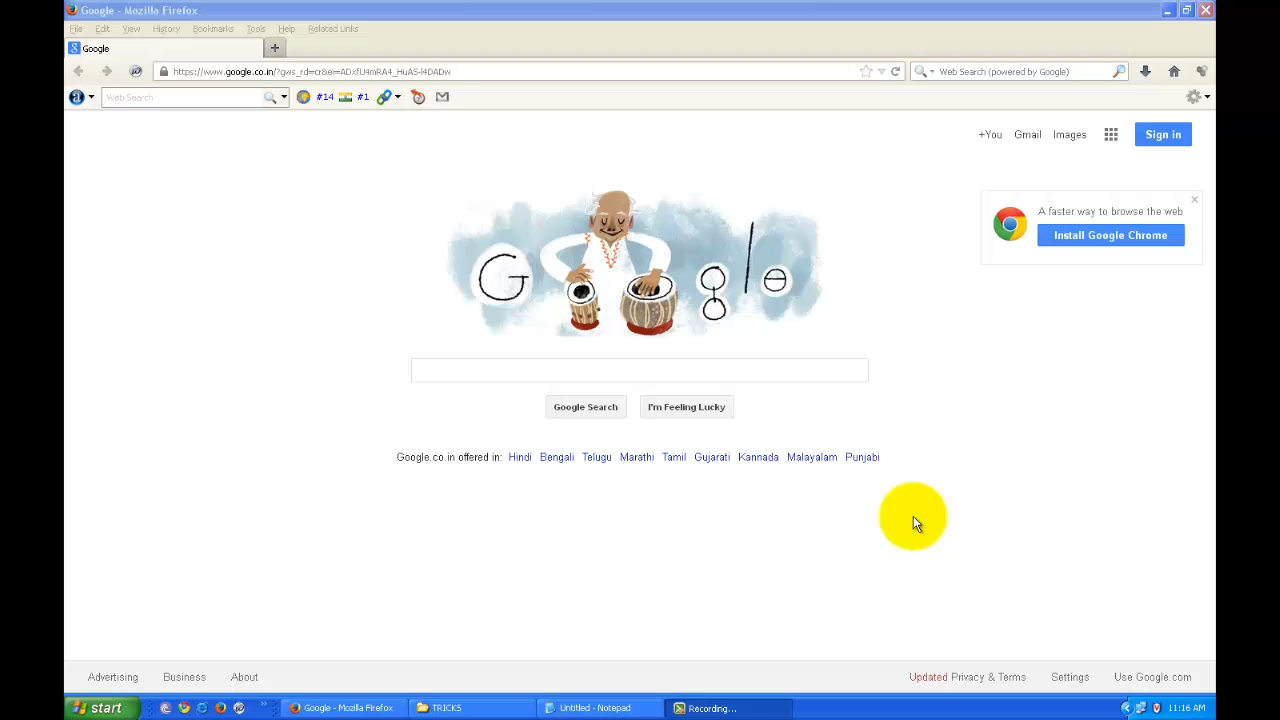 Google - Mozilla Firefox
File Edit View History Bookmarks Tools Help Related Links
Google
https://www.google.co.in/?gws_rd=cr&ei=ADxfU4mRA4_HuAS-l4DADw
Web Search (powered by Google)
Web Search
#14 #1
+You Gmail Images Sign in
A faster way to browse the web
Install Google Chrome
G gle
Google Search I'm Feeling Lucky
Google.co.in offered in: Hindi Bengali Telugu Marathi Tamil Gujarati Kannada Malayalam Punjabi
Advertising Business About Updated Privacy & Terms Settings Use Google.com
start Google - Mozilla Firefox TRICKS Untitled - Notepad Recording... 11:16 AM